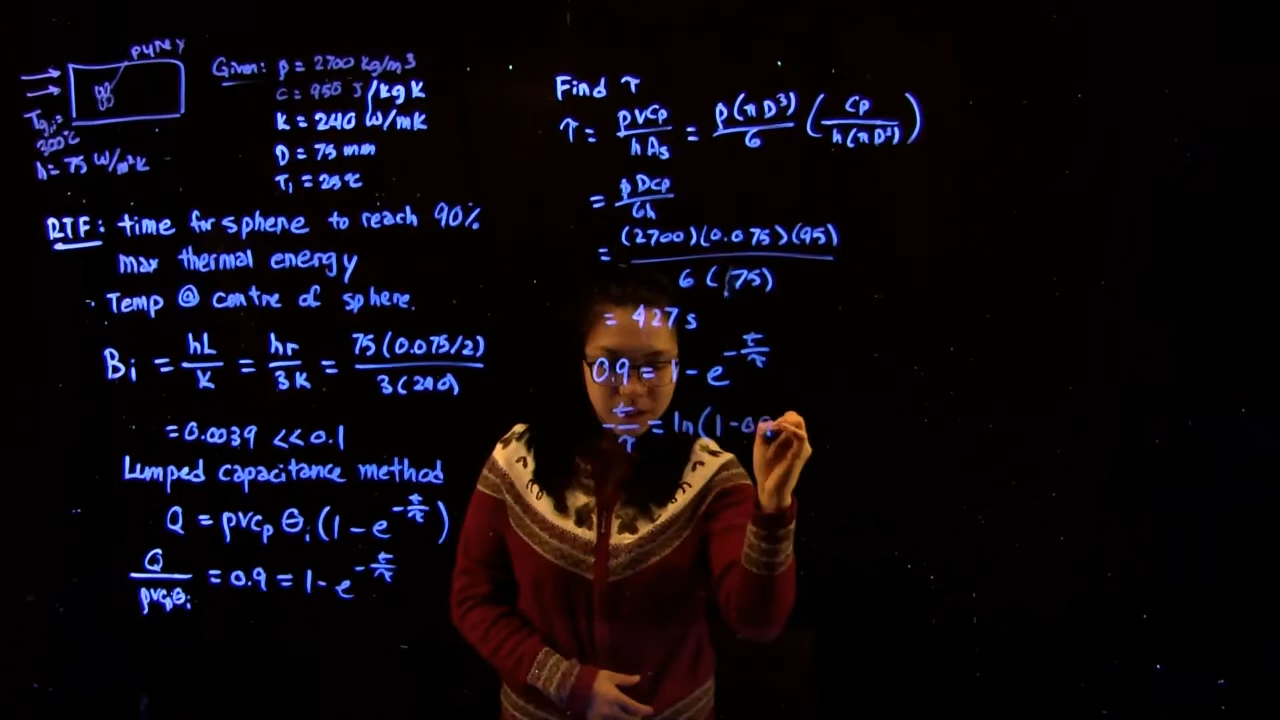 ρ, V, c, γ
Given: ρ = 2700 kg/m3
c = 950 J/kg K
K = 240 W/mK
D = 75 mm
Ti = 25°C
Tg,i = 300°C
h = 75 W/m²K
RTF: time for sphere to reach 90%
max thermal energy
· Temp @ centre of sphere.
Bi = hL/K = hr/3K = 75(0.075/2)/3(240)
= 0.0039 << 0.1
Lumped capacitance method
Q = ρVcp θi (1 - e^(-t/τ))
Q/ρVcpθi = 0.9 = 1 - e^(-t/τ)
Find τ
τ = ρVcp/hAs = ρ(πD³)/6 (cp/h(πD²))
= ρDcp/6h
= (2700)(0.075)(95)/6(75)
= 427 s
0.9 = 1 - e^(-t/τ)
-t/τ = ln(1-0.9